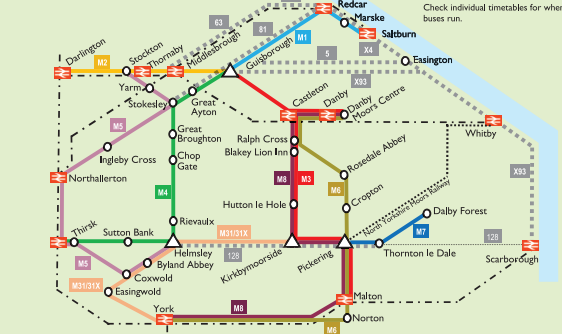 Redcar
Check individual timetables for when
buses run.
63
Marske
81
M1
Saltburn
Darlington
Stockton
Thornaby
Middlesbrough
Guisborough
X4
5
Easington
M2
Yarm
X93
Stokesley
Great
Ayton
Castleton
Danby
Danby
Moors Centre
M5
Great
Broughton
Ralph Cross
Blakey Lion Inn
Whitby
Ingleby Cross
Chop
Gate
Rosedale Abbey
Northallerton
M4
M8
M3
M6
X93
Hutton le Hole
Cropton
North Yorkshire Moors Railway
Rievaulx
Dalby Forest
Thirsk
Sutton Bank
M31/31X
M7
128
Helmsley
128
Kirkbymoorside
Pickering
Thornton le Dale
Scarborough
M5
Byland Abbey
Coxwold
M31/31X
Easingwold
Malton
York
M8
Norton
M6